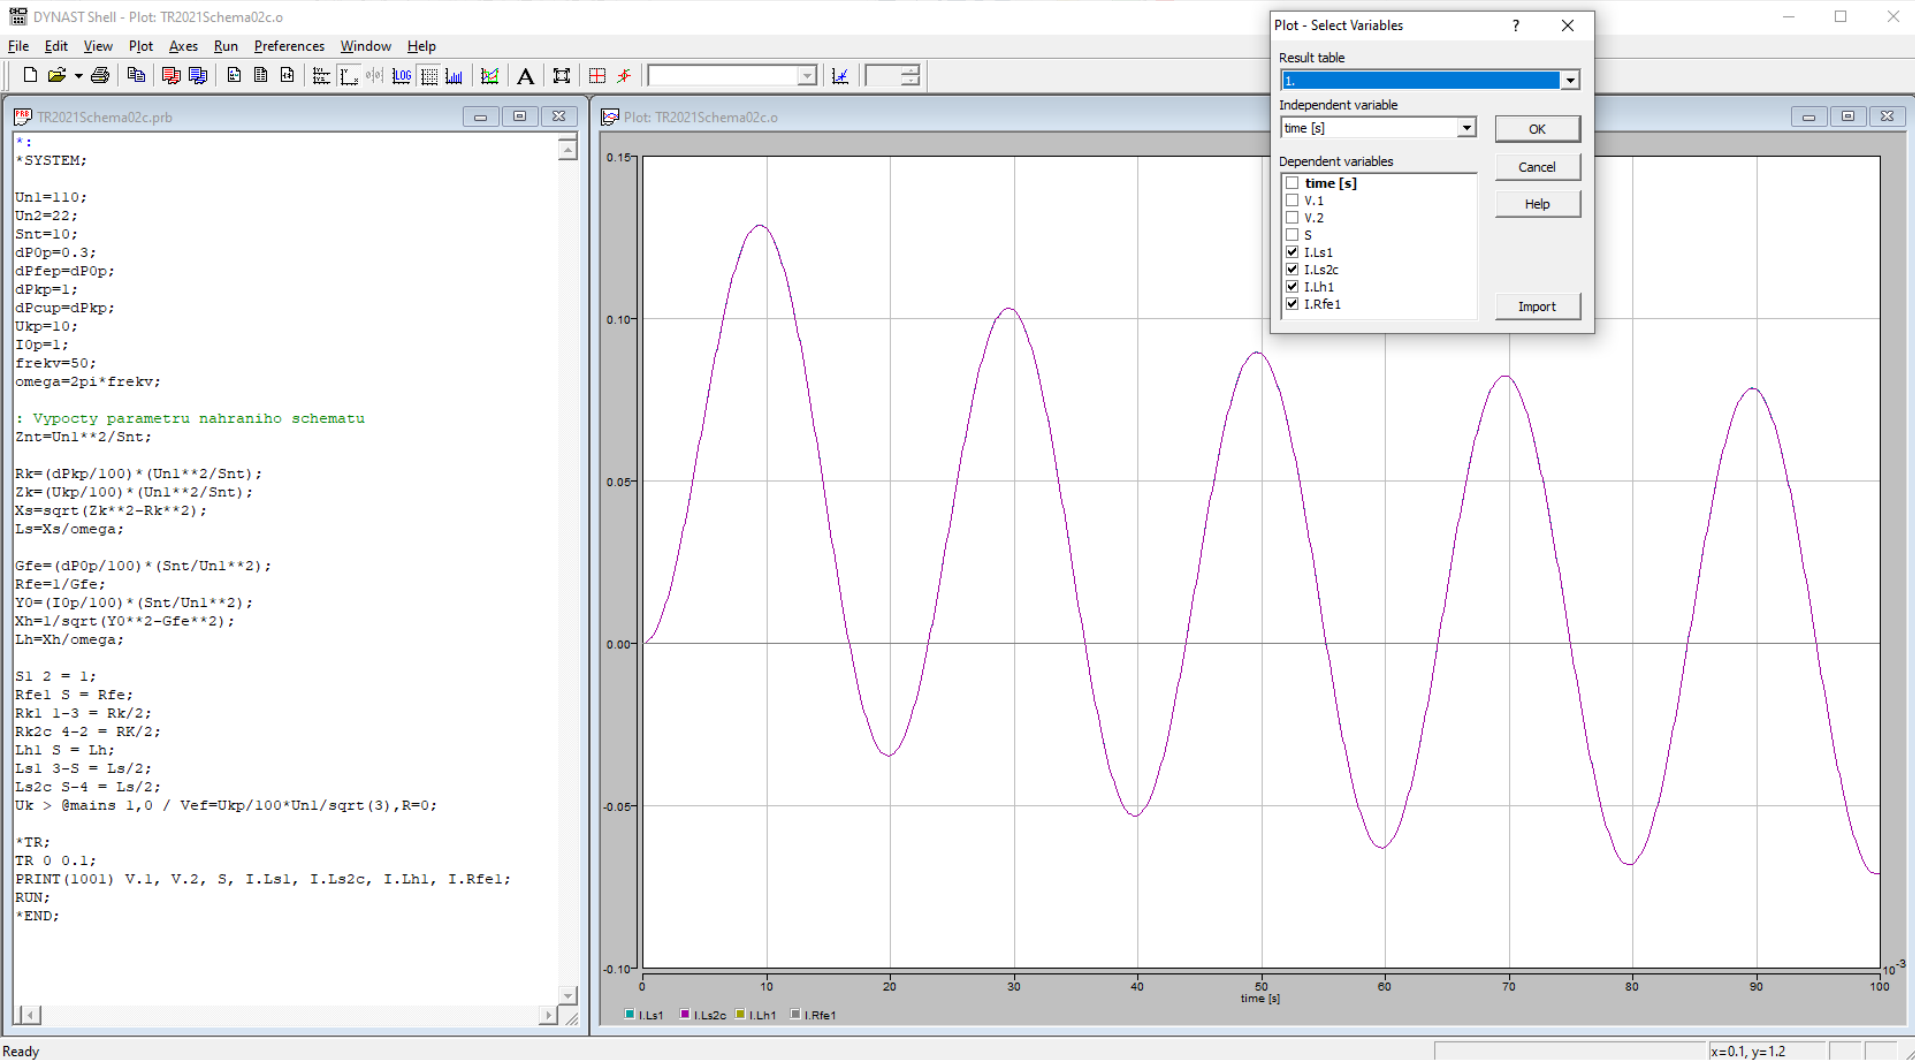 DYNAST Shell - Plot: TR2021Schema02c.o
File Edit View Plot Axes Run Preferences Window Help
TR2021Schema02c.prb
*:
*SYSTEM;
Un1=110;
Un2=22;
Snt=10;
dP0p=0.3;
dPfep=dP0p;
dPkp=1;
dPcup=dPkp;
Ukp=10;
I0p=1;
frekv=50;
omega=2pi*frekv;
: Vypocty parametru nahraniho schematu
Znt=Un1**2/Snt;
Rk=(dPkp/100)*(Un1**2/Snt);
Zk=(Ukp/100)*(Un1**2/Snt);
Xs=sqrt(Zk**2-Rk**2);
Ls=Xs/omega;
Gfe=(dP0p/100)*(Snt/Un1**2);
Rfe=1/Gfe;
Y0=(I0p/100)*(Snt/Un1**2);
Xh=1/sqrt(Y0**2-Gfe**2);
Lh=Xh/omega;
S1 2 = 1;
Rfe1 S = Rfe;
Rk1 1-3 = Rk/2;
Rk2c 4-2 = RK/2;
Lh1 S = Lh;
Ls1 3-S = Ls/2;
Ls2c S-4 = Ls/2;
Uk > @mains 1,0 / Vef=Ukp/100*Un1/sqrt(3),R=0;
*TR;
TR 0 0.1;
PRINT(1001) V.1, V.2, S, I.Ls1, I.Ls2c, I.Lh1, I.Rfe1;
RUN;
*END;
Plot: TR2021Schema02c.o
0.15
0.10
0.05
0.00
-0.05
-0.10
0 10 20 30 40 50 60 70 80 90 100
10-3
time [s]
I.Ls1 I.Ls2c I.Lh1 I.Rfe1
Plot - Select Variables
?
Result table
1.
Independent variable
time [s]
OK
Dependent variables
Cancel
time [s]
V.1
V.2
S
I.Ls1
I.Ls2c
I.Lh1
I.Rfe1
Help
Import
LOG
A
PRB
Ready
x=0.1, y=1.2